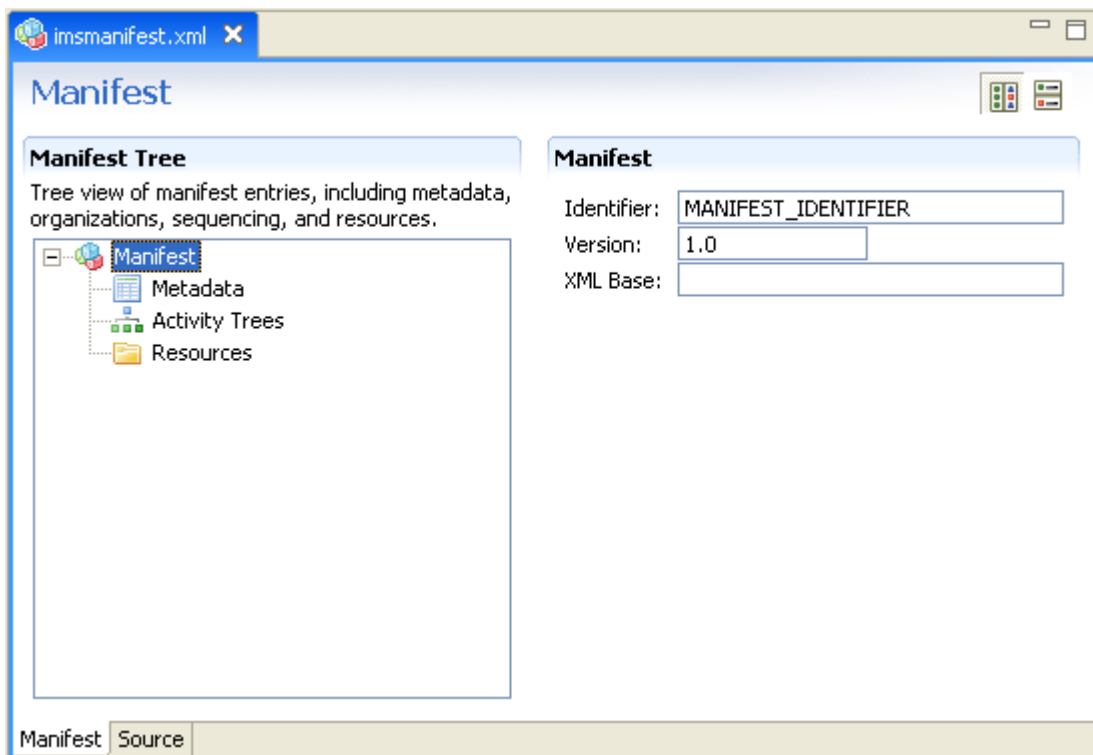 imsmanifest.xml
Manifest
Manifest Tree
Tree view of manifest entries, including metadata,
organizations, sequencing, and resources.
Manifest
Metadata
Activity Trees
Resources
Manifest
Identifier: MANIFEST_IDENTIFIER
Version: 1.0
XML Base:
Manifest Source